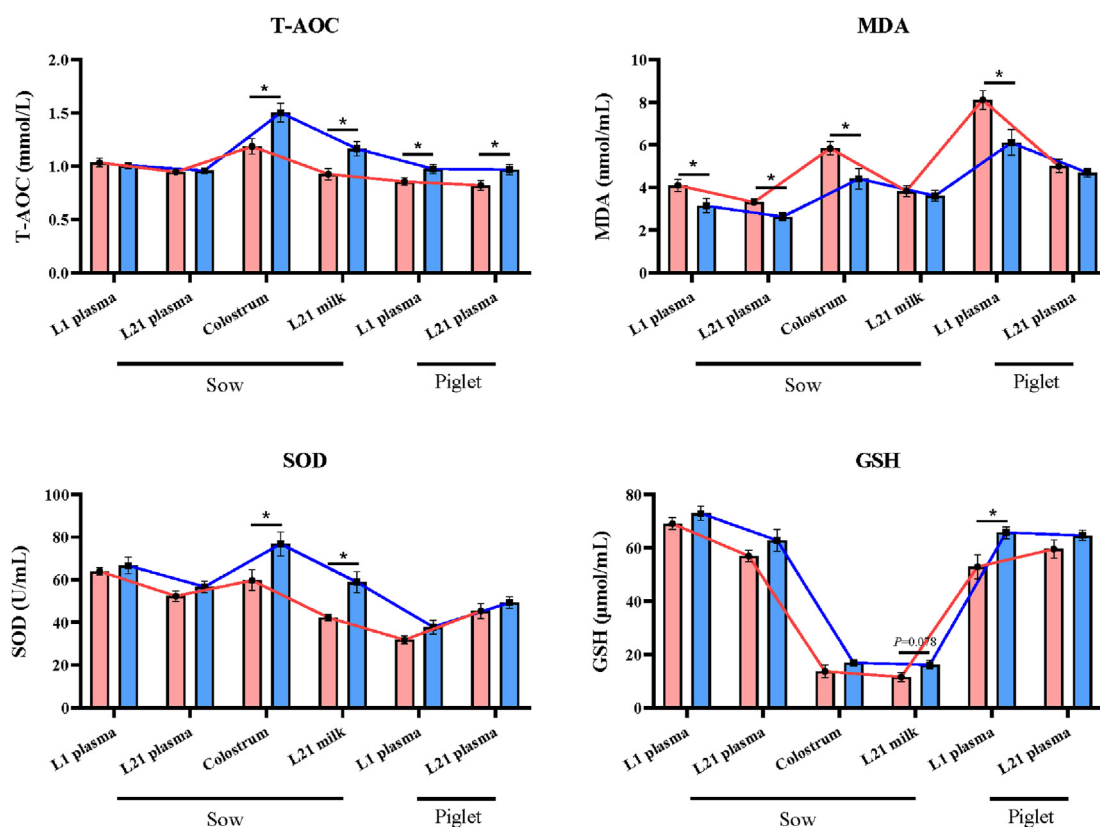 T-AOC
T-AOC (mmol/L)
2.0
1.5
1.0
0.5
0.0
*
*
*
*
L1 plasma
L21 plasma
Colostrum
L21 milk
L1 plasma
L21 plasma
Sow
Piglet
MDA
MDA (nmol/mL)
10
8
6
4
2
0
*
*
*
*
L1 plasma
L21 plasma
Colostrum
L21 milk
L1 plasma
L21 plasma
Sow
Piglet
SOD
SOD (U/mL)
100
80
60
40
20
0
*
*
L1 plasma
L21 plasma
Colostrum
L21 milk
L1 plasma
L21 plasma
Sow
Piglet
GSH
GSH (μmol/mL)
80
60
40
20
0
P=0.078
*
L1 plasma
L21 plasma
Colostrum
L21 milk
L1 plasma
L21 plasma
Sow
Piglet